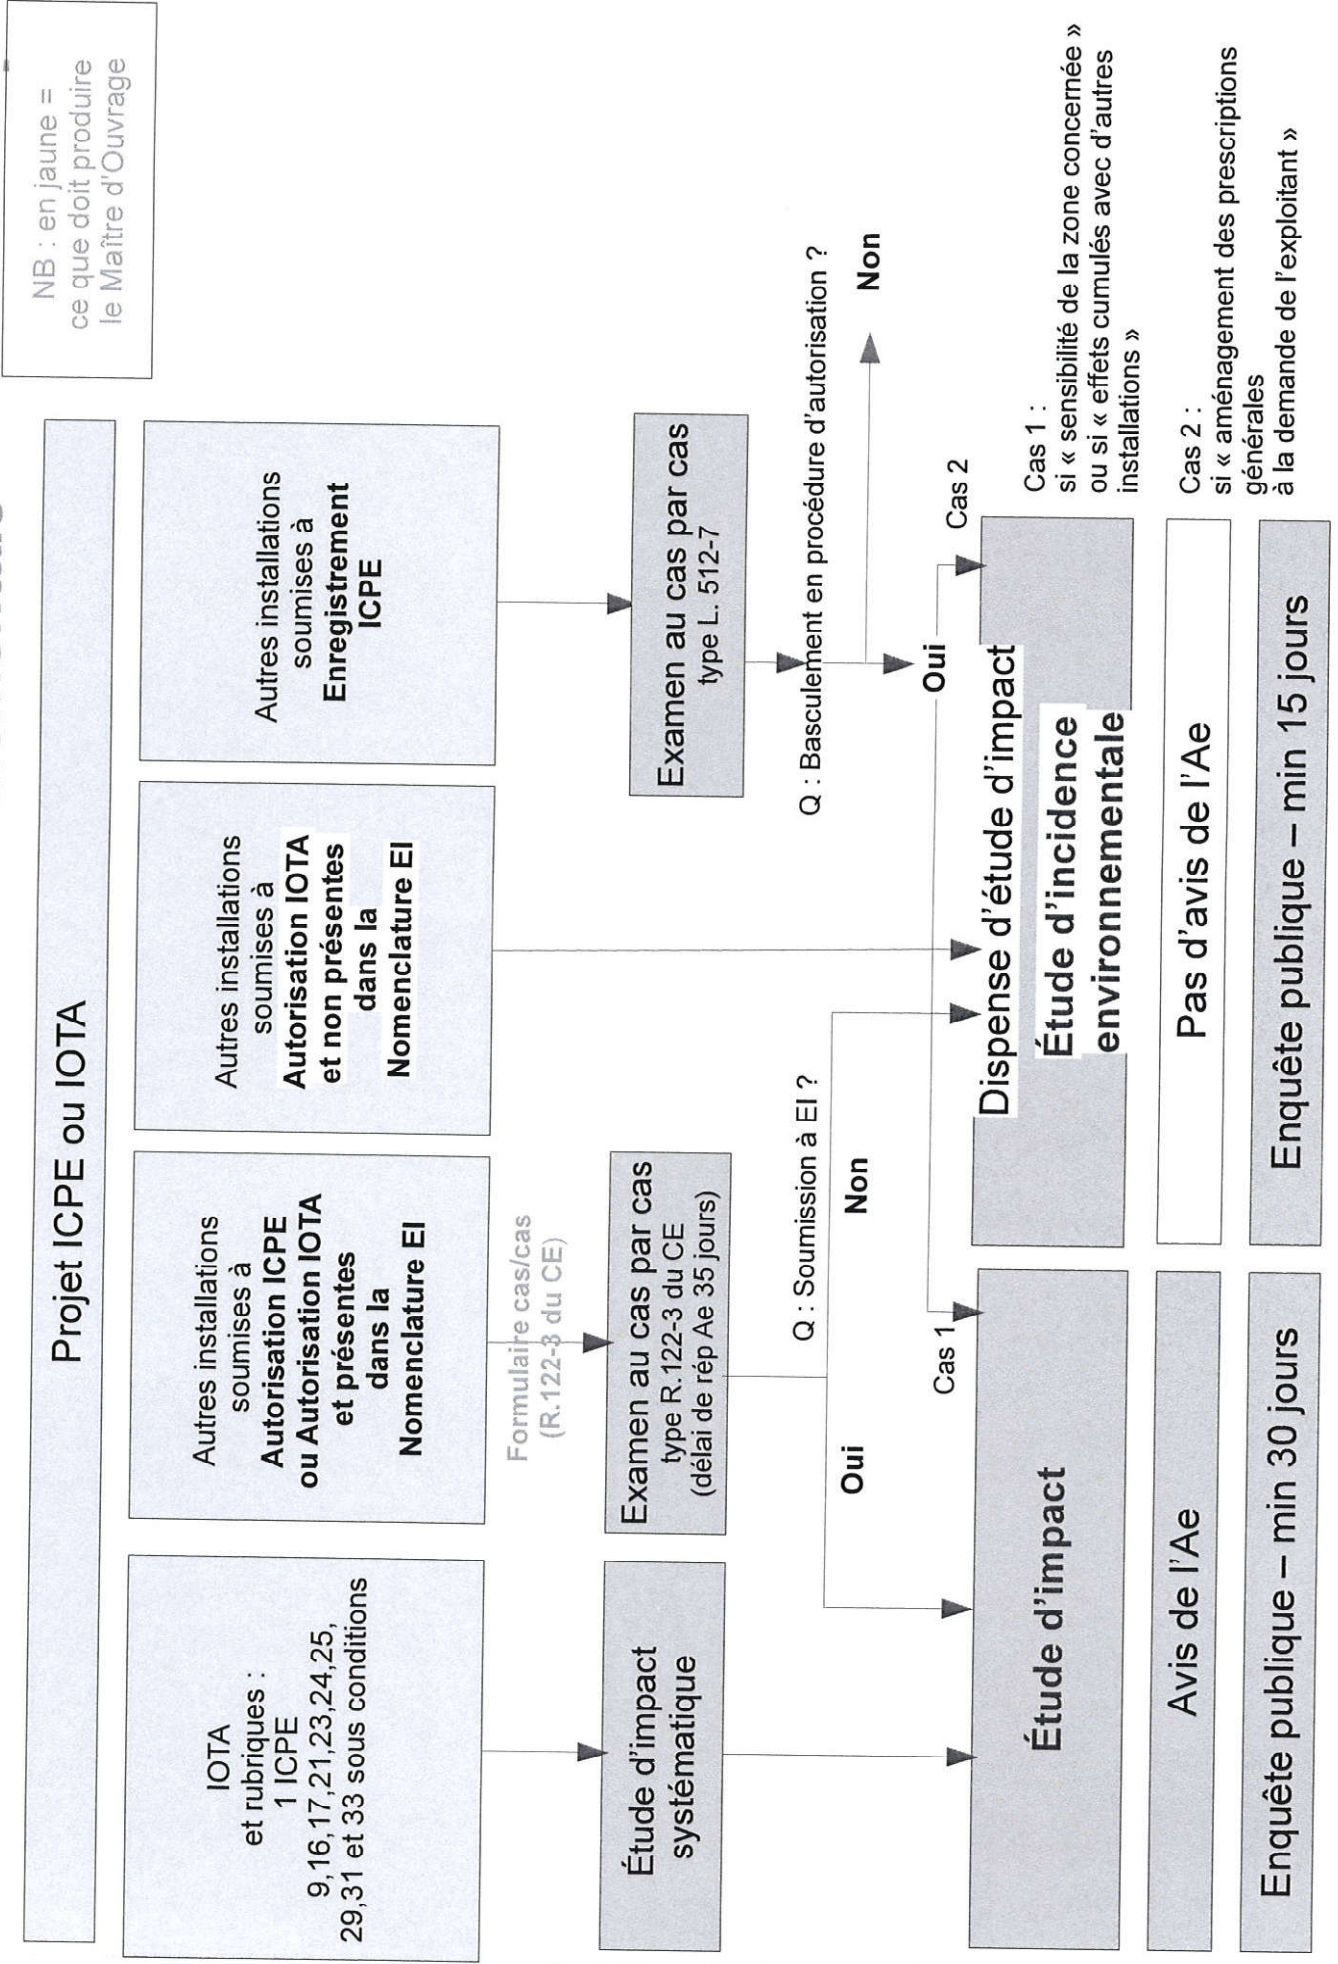 NB : en jaune =
ce que doit produire
le Maître d'Ouvrage
Projet ICPE ou IOTA
IOTA
et rubriques :
1 ICPE
9,16,17,21,23,24,25,
29,31 et 33 sous conditions
Autres installations
soumises à
Autorisation ICPE
ou Autorisation IOTA
et présentes
dans la
Nomenclature EI
Autres installations
soumises à
Autorisation IOTA
et non présentes
dans la
Nomenclature EI
Autres installations
soumises à
Enregistrement
ICPE
Formulaire cas/cas
(R.122-3 du CE)
Étude d'impact
systématique
Examen au cas par cas
type R.122-3 du CE
(délai de rép Ae 35 jours)
Examen au cas par cas
type L. 512-7
Q : Soumission à EI ?
Oui
Non
Q : Basculement en procédure d'autorisation ?
Non
Oui
Cas 1
Cas 2
Étude d'impact
Dispense d'étude d'impact
Étude d'incidence
environnementale
Cas 1 :
si « sensibilité de la zone concernée »
ou si « effets cumulés avec d'autres
installations »
Avis de l'Ae
Pas d'avis de l'Ae
Cas 2 :
si « aménagement des prescriptions
générales
à la demande de l'exploitant »
Enquête publique – min 30 jours
Enquête publique – min 15 jours